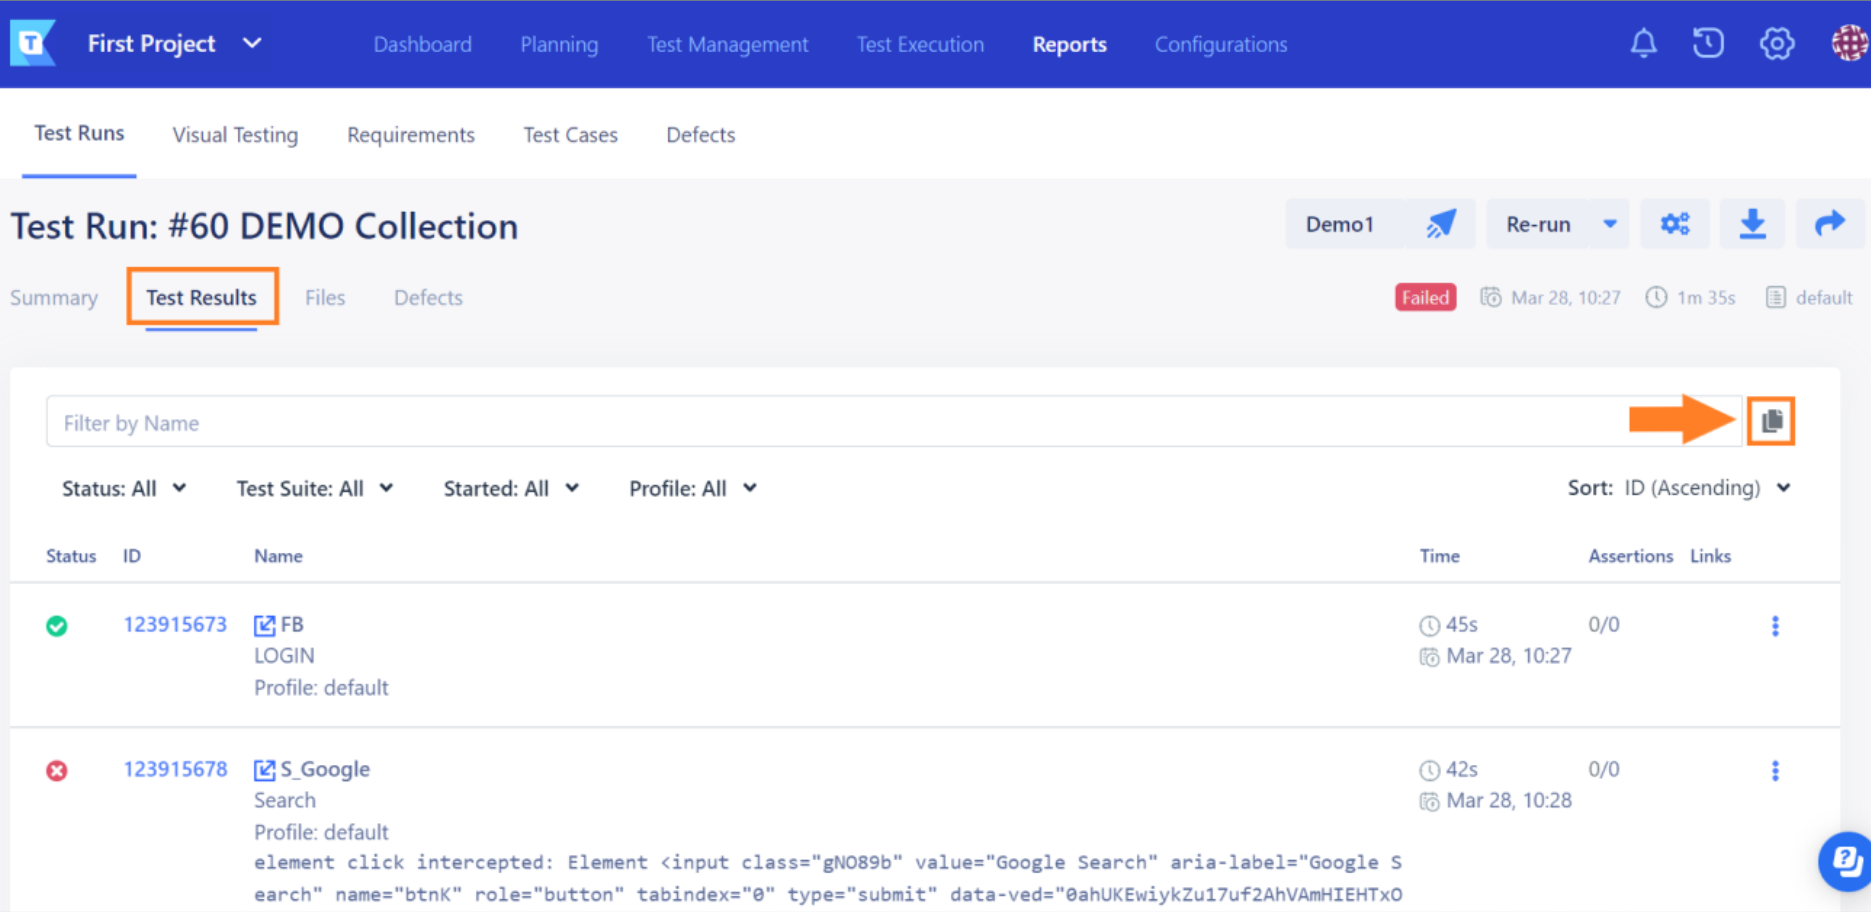 First Project
Dashboard
Planning
Test Management
Test Execution
Reports
Configurations
Test Runs
Visual Testing
Requirements
Test Cases
Defects
Test Run: #60 DEMO Collection
Demo1
Re-run
Summary
Test Results
Files
Defects
Failed
Mar 28, 10:27
1m 35s
default
Filter by Name
Status: All
Test Suite: All
Started: All
Profile: All
Sort: ID (Ascending)
Status
ID
Name
Time
Assertions
Links
123915673
FB
LOGIN
Profile: default
45s
Mar 28, 10:27
0/0
123915678
S_Google
Search
Profile: default
element click intercepted: Element <input class="gNO89b" value="Google Search" aria-label="Google S
earch" name="btnK" role="button" tabindex="0" type="submit" data-ved="0ahUKEwiykZu17uf2AhVAmHIEHTxO
42s
Mar 28, 10:28
0/0